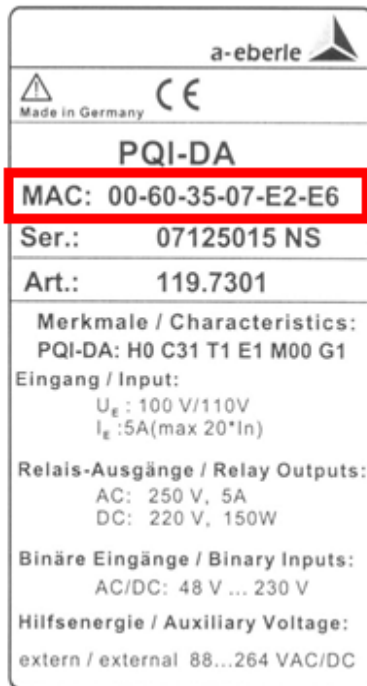 a-eberle
CE
Made in Germany
PQI-DA
MAC: 00-60-35-07-E2-E6
Ser.: 07125015 NS
Art.: 119.7301
Merkmale / Characteristics:
PQI-DA: H0 C31 T1 E1 M00 G1
Eingang / Input:
UE : 100 V/110V
IE :5A(max 20*In)
Relais-Ausgänge / Relay Outputs:
AC: 250 V, 5A
DC: 220 V, 150W
Binäre Eingänge / Binary Inputs:
AC/DC: 48 V ... 230 V
Hilfsenergie / Auxiliary Voltage:
extern / external 88...264 VAC/DC